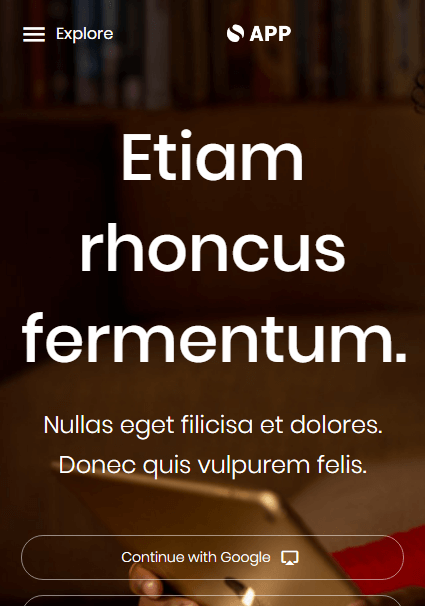 Explore
APP
Etiam
rhoncus
fermentum.
Nullas eget filicisa et dolores.
Donec quis vulpurem felis.
Continue with Google